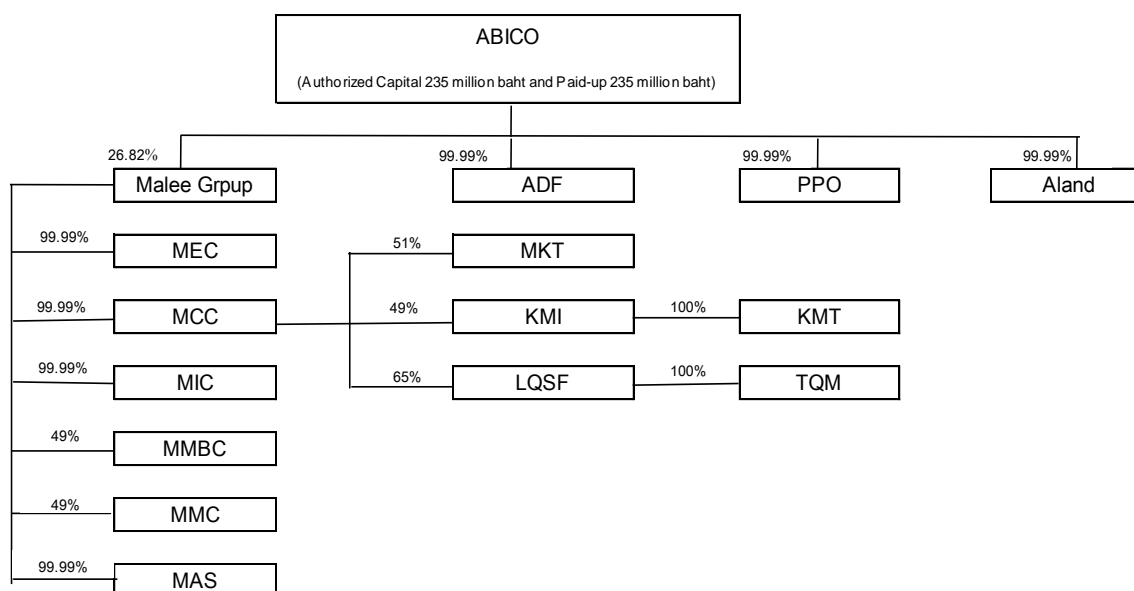 ABICO
(Authorized Capital 235 million baht and Paid-up 235 million baht)
26.82% 99.99% 99.99% 99.99%
Malee Grpup ADF PPO Aland
99.99% MEC 51% MKT
99.99% MCC 49% KMI 100% KMT
99.99% MIC 65% LQSF 100% TQM
49% MMBC
49% MMC
99.99% MAS